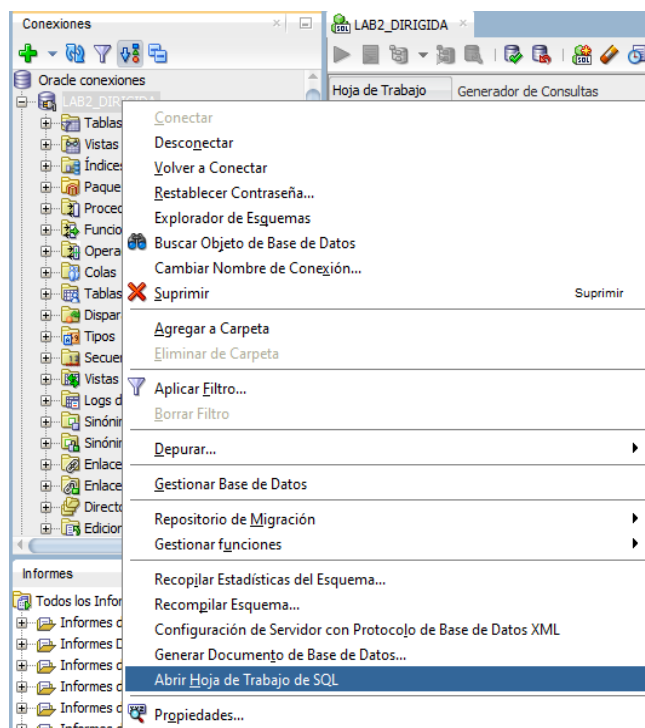 Conexiones
LAB2_DIRIGIDA
Oracle conexiones
Hoja de Trabajo
Generador de Consultas
LAB2_DIRIGIDA
Tablas
Vistas
Índices
Paque
Proced
Funcio
Opera
Colas
Tablas
Dispar
Tipos
Secuen
Vistas
Logs d
Sinónir
Sinónir
Enlace
Enlace
Directo
Edicion
Conectar
Desconectar
Volver a Conectar
Restablecer Contraseña...
Explorador de Esquemas
Buscar Objeto de Base de Datos
Cambiar Nombre de Conexión...
Suprimir Suprimir
Agregar a Carpeta
Eliminar de Carpeta
Aplicar Filtro...
Borrar Filtro
Depurar...
Gestionar Base de Datos
Repositorio de Migración
Gestionar funciones
Recopilar Estadísticas del Esquema...
Recompilar Esquema...
Configuración de Servidor con Protocolo de Base de Datos XML
Generar Documento de Base de Datos...
Abrir Hoja de Trabajo de SQL
Propiedades...
Informes
Todos los Infor
Informes d
Informes D
Informes d
Informes d
Informes d